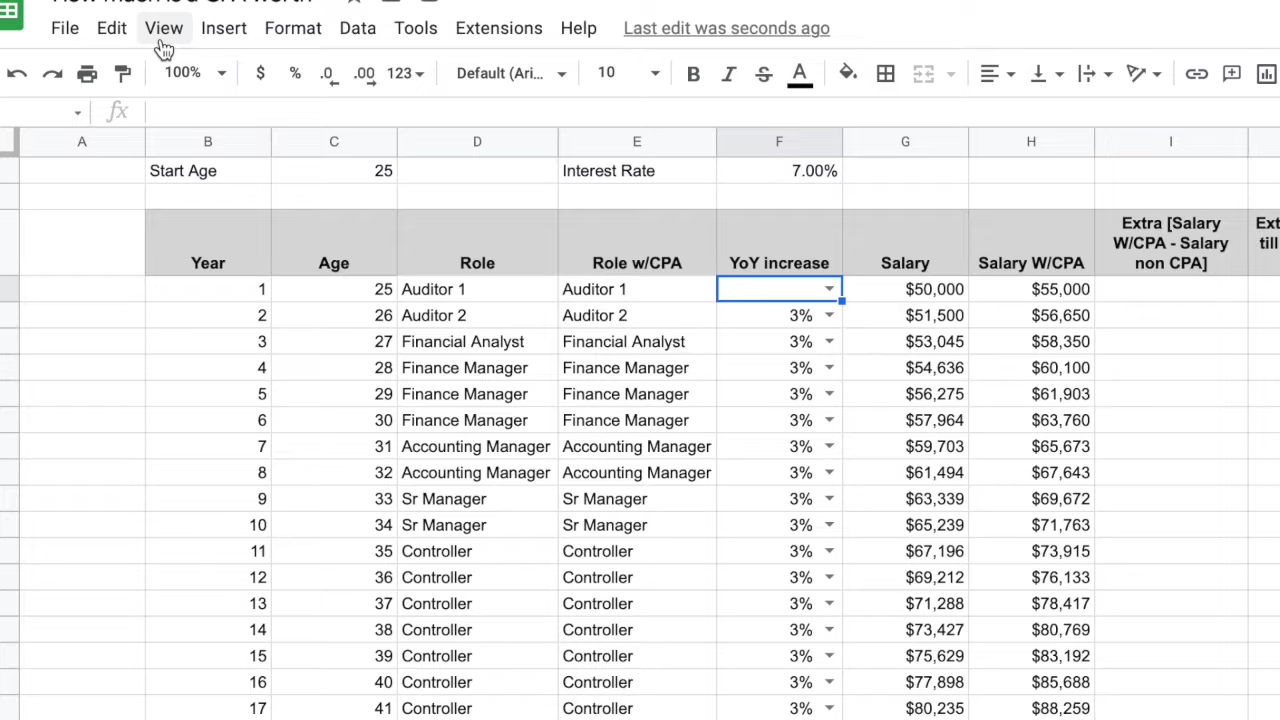 How much is a CPA worth
File Edit View Insert Format Data Tools Extensions Help Last edit was seconds ago
100% $ % .0 .00 123 Default (Ari... 10 B I S A
fx
A B C D E F G H I
Start Age 25 Interest Rate 7.00%
Extra [Salary Ext
W/CPA - Salary till
Year Age Role Role w/CPA YoY increase Salary Salary W/CPA non CPA]
1 25 Auditor 1 Auditor 1 $50,000 $55,000
2 26 Auditor 2 Auditor 2 3% $51,500 $56,650
3 27 Financial Analyst Financial Analyst 3% $53,045 $58,350
4 28 Finance Manager Finance Manager 3% $54,636 $60,100
5 29 Finance Manager Finance Manager 3% $56,275 $61,903
6 30 Finance Manager Finance Manager 3% $57,964 $63,760
7 31 Accounting Manager Accounting Manager 3% $59,703 $65,673
8 32 Accounting Manager Accounting Manager 3% $61,494 $67,643
9 33 Sr Manager Sr Manager 3% $63,339 $69,672
10 34 Sr Manager Sr Manager 3% $65,239 $71,763
11 35 Controller Controller 3% $67,196 $73,915
12 36 Controller Controller 3% $69,212 $76,133
13 37 Controller Controller 3% $71,288 $78,417
14 38 Controller Controller 3% $73,427 $80,769
15 39 Controller Controller 3% $75,629 $83,192
16 40 Controller Controller 3% $77,898 $85,688
17 41 Controller Controller 3% $80,235 $88,259